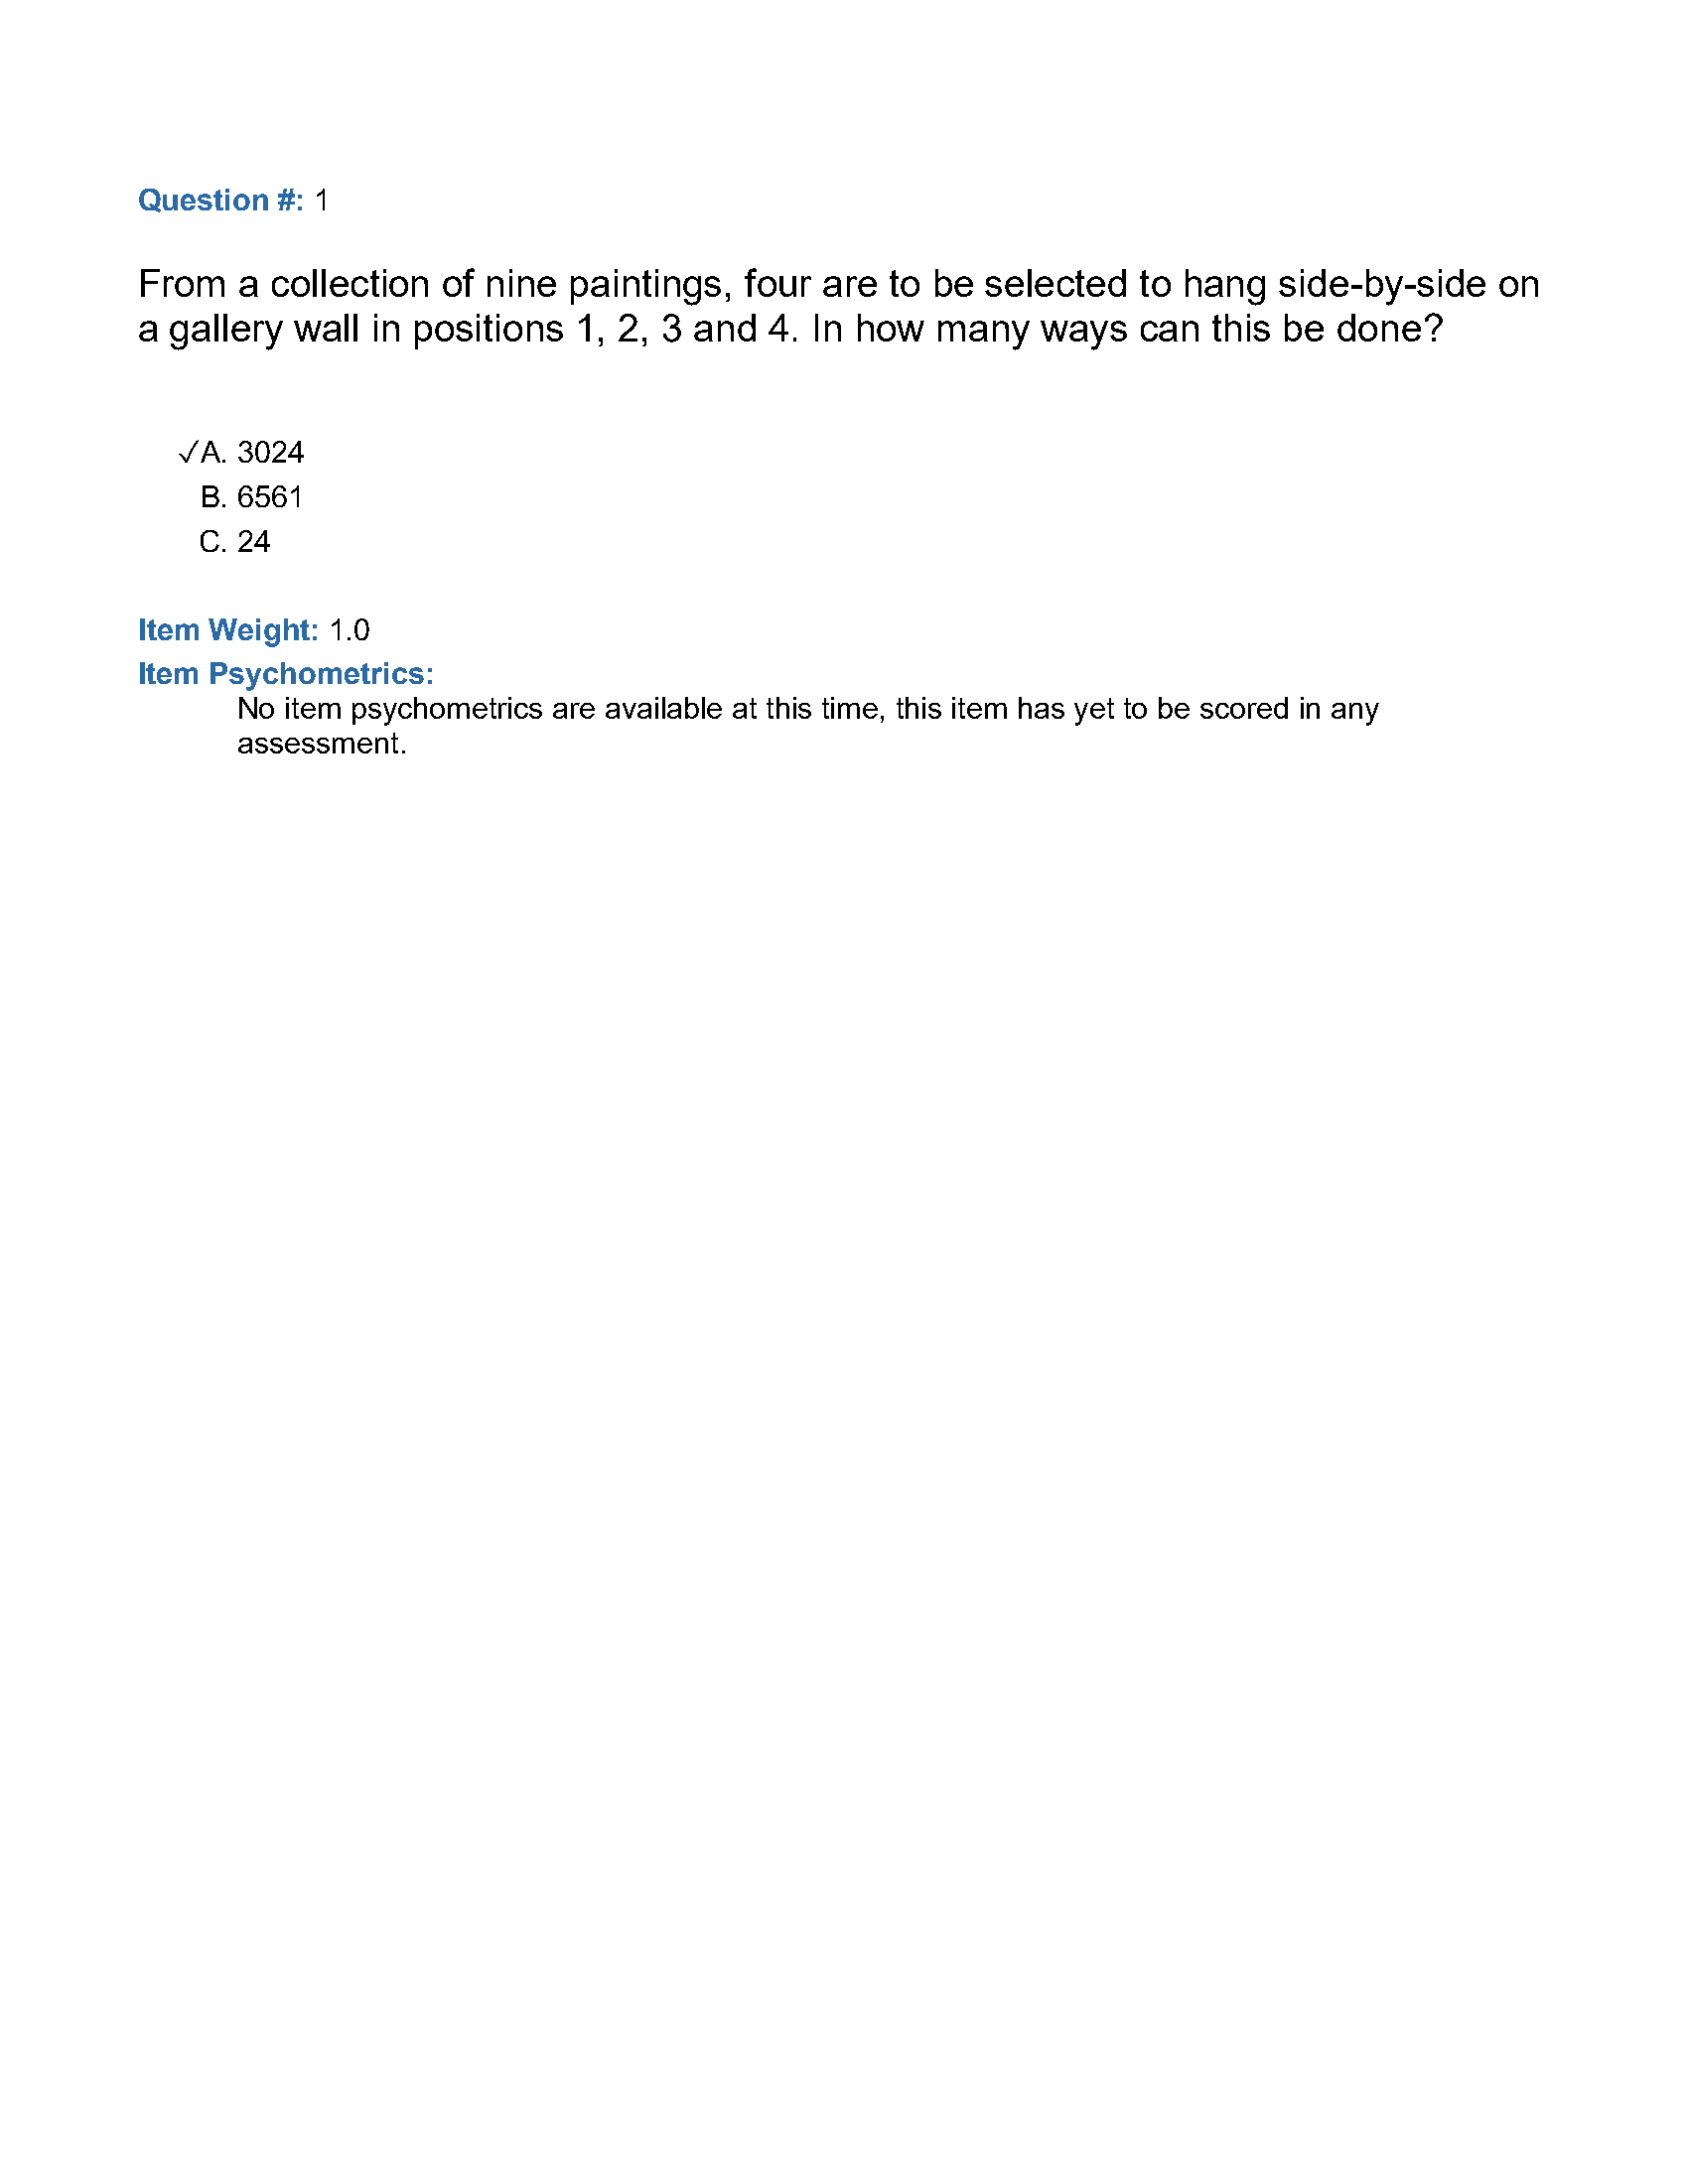 Question #: 1
From a collection of nine paintings, four are to be selected to hang side-by-side on
a gallery wall in positions 1, 2, 3 and 4. In how many ways can this be done?
✓A. 3024
B. 6561
C. 24
Item Weight: 1.0
Item Psychometrics:
No item psychometrics are available at this time, this item has yet to be scored in any
assessment.